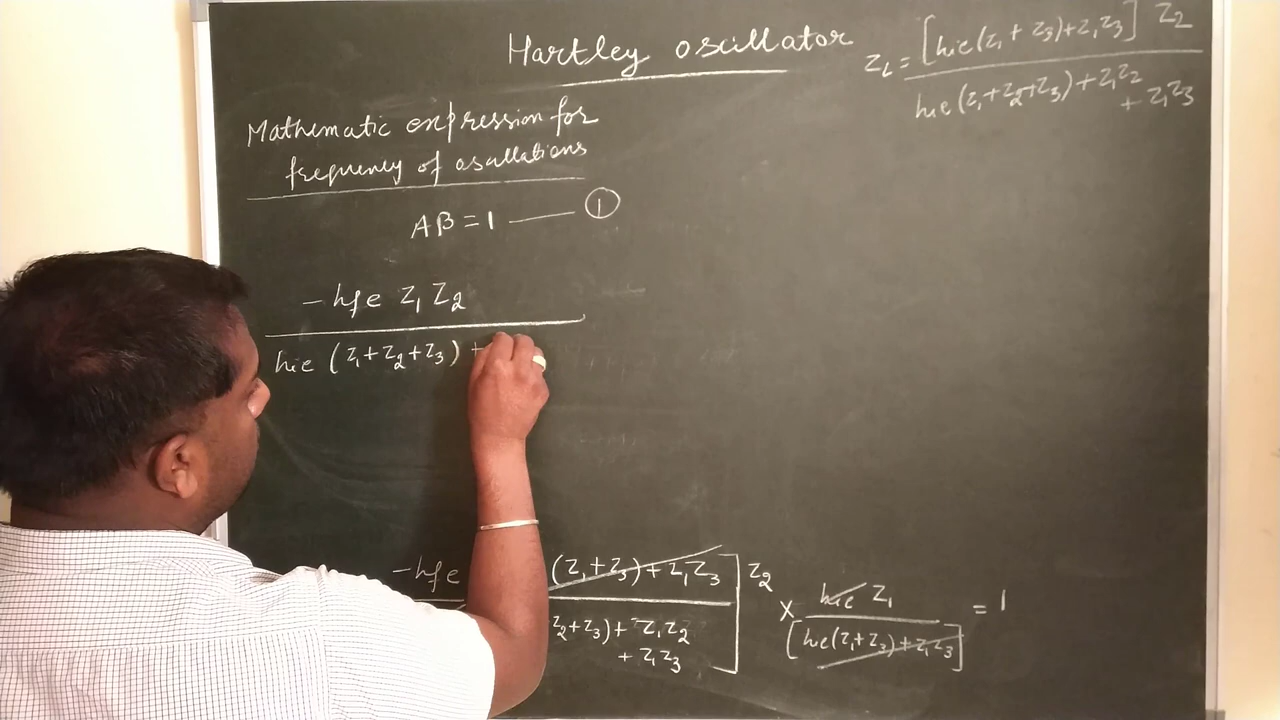 Hartley oscillator
Z_L = [hie(Z₁ + Z₃) + Z₁Z₃] Z₂
hie(Z₁ + Z₂ + Z₃) + Z₁Z₂
+ Z₁Z₃
Mathematic expression for
frequency of osullations
Aβ = 1 —— ①
- hfe Z₁ Z₂
hie (Z₁ + Z₂ + Z₃) +
- hfe (Z₁ + Z₃) + Z₁Z₃] Z₂ × hie Z₁ = 1
Z₂ + Z₃) + Z₁Z₂ [hie(Z₁ + Z₃) + Z₁Z₃]
+ Z₁Z₃